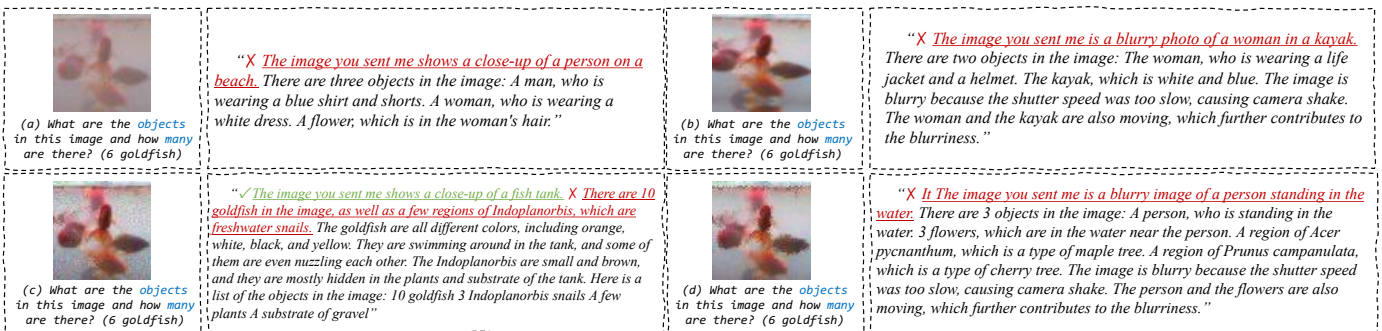 (a) What are the objects
in this image and how many
are there? (6 goldfish)
“✗ The image you sent me shows a close-up of a person on a
beach. There are three objects in the image: A man, who is
wearing a blue shirt and shorts. A woman, who is wearing a
white dress. A flower, which is in the woman's hair.”
(b) What are the objects
in this image and how many
are there? (6 goldfish)
“✗ The image you sent me is a blurry photo of a woman in a kayak.
There are two objects in the image: The woman, who is wearing a life
jacket and a helmet. The kayak, which is white and blue. The image is
blurry because the shutter speed was too slow, causing camera shake.
The woman and the kayak are also moving, which further contributes to
the blurriness.”
(c) What are the objects
in this image and how many
are there? (6 goldfish)
“✓The image you sent me shows a close-up of a fish tank. ✗ There are 10
goldfish in the image, as well as a few regions of Indoplanorbis, which are
freshwater snails. The goldfish are all different colors, including orange,
white, black, and yellow. They are swimming around in the tank, and some of
them are even nuzzling each other. The Indoplanorbis are small and brown,
and they are mostly hidden in the plants and substrate of the tank. Here is a
list of the objects in the image: 10 goldfish 3 Indoplanorbis snails A few
plants A substrate of gravel”
(d) What are the objects
in this image and how many
are there? (6 goldfish)
“✗ It The image you sent me is a blurry image of a person standing in the
water. There are 3 objects in the image: A person, who is standing in the
water. 3 flowers, which are in the water near the person. A region of Acer
pycnanthum, which is a type of maple tree. A region of Prunus campanulata,
which is a type of cherry tree. The image is blurry because the shutter speed
was too slow, causing camera shake. The person and the flowers are also
moving, which further contributes to the blurriness.”